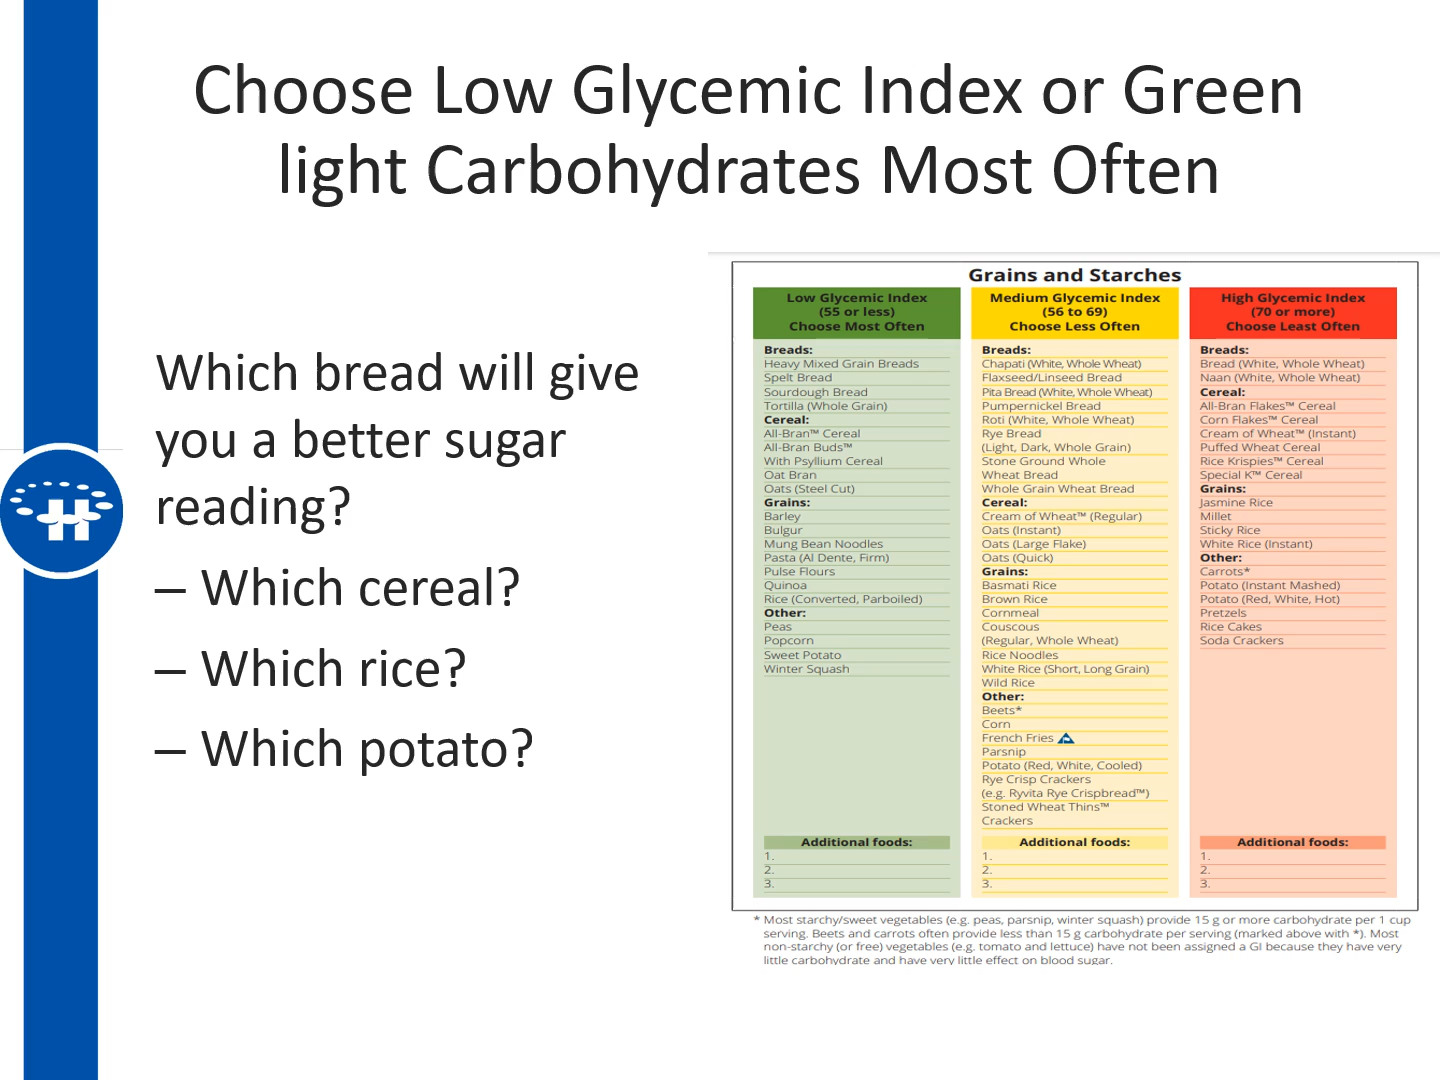 Choose Low Glycemic Index or Green
light Carbohydrates Most Often
Which bread will give
you a better sugar
reading?
– Which cereal?
– Which rice?
– Which potato?
Grains and Starches
Low Glycemic Index
(55 or less)
Choose Most Often
Breads:
Heavy Mixed Grain Breads
Spelt Bread
Sourdough Bread
Tortilla (Whole Grain)
Cereal:
All-Bran™ Cereal
All-Bran Buds™
With Psyllium Cereal
Oat Bran
Oats (Steel Cut)
Grains:
Barley
Bulgur
Mung Bean Noodles
Pasta (Al Dente, Firm)
Pulse Flours
Quinoa
Rice (Converted, Parboiled)
Other:
Peas
Popcorn
Sweet Potato
Winter Squash
Additional foods:
1.
2.
3.
Medium Glycemic Index
(56 to 69)
Choose Less Often
Breads:
Chapati (White, Whole Wheat)
Flaxseed/Linseed Bread
Pita Bread (White, Whole Wheat)
Pumpernickel Bread
Roti (White, Whole Wheat)
Rye Bread
(Light, Dark, Whole Grain)
Stone Ground Whole
Wheat Bread
Whole Grain Wheat Bread
Cereal:
Cream of Wheat™ (Regular)
Oats (Instant)
Oats (Large Flake)
Oats (Quick)
Grains:
Basmati Rice
Brown Rice
Cornmeal
Couscous
(Regular, Whole Wheat)
Rice Noodles
White Rice (Short, Long Grain)
Wild Rice
Other:
Beets*
Corn
French Fries
Parsnip
Potato (Red, White, Cooled)
Rye Crisp Crackers
(e.g. Ryvita Rye Crispbread™)
Stoned Wheat Thins™
Crackers
Additional foods:
1.
2.
3.
High Glycemic Index
(70 or more)
Choose Least Often
Breads:
Bread (White, Whole Wheat)
Naan (White, Whole Wheat)
Cereal:
All-Bran Flakes™ Cereal
Corn Flakes™ Cereal
Cream of Wheat™ (Instant)
Puffed Wheat Cereal
Rice Krispies™ Cereal
Special K™ Cereal
Grains:
Jasmine Rice
Millet
Sticky Rice
White Rice (Instant)
Other:
Carrots*
Potato (Instant Mashed)
Potato (Red, White, Hot)
Pretzels
Rice Cakes
Soda Crackers
Additional foods:
1.
2.
3.
* Most starchy/sweet vegetables (e.g. peas, parsnip, winter squash) provide 15 g or more carbohydrate per 1 cup
serving. Beets and carrots often provide less than 15 g carbohydrate per serving (marked above with *). Most
non-starchy (or free) vegetables (e.g. tomato and lettuce) have not been assigned a GI because they have very
little carbohydrate and have very little effect on blood sugar.
H